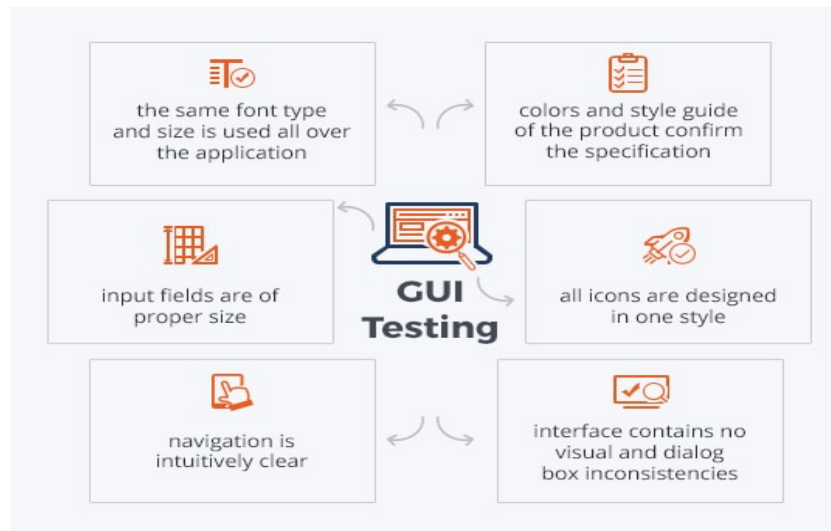 the same font type
and size is used all over
the application
colors and style guide
of the product confirm
the specification
input fields are of
proper size
GUI
Testing
all icons are designed
in one style
navigation is
intuitively clear
interface contains no
visual and dialog
box inconsistencies